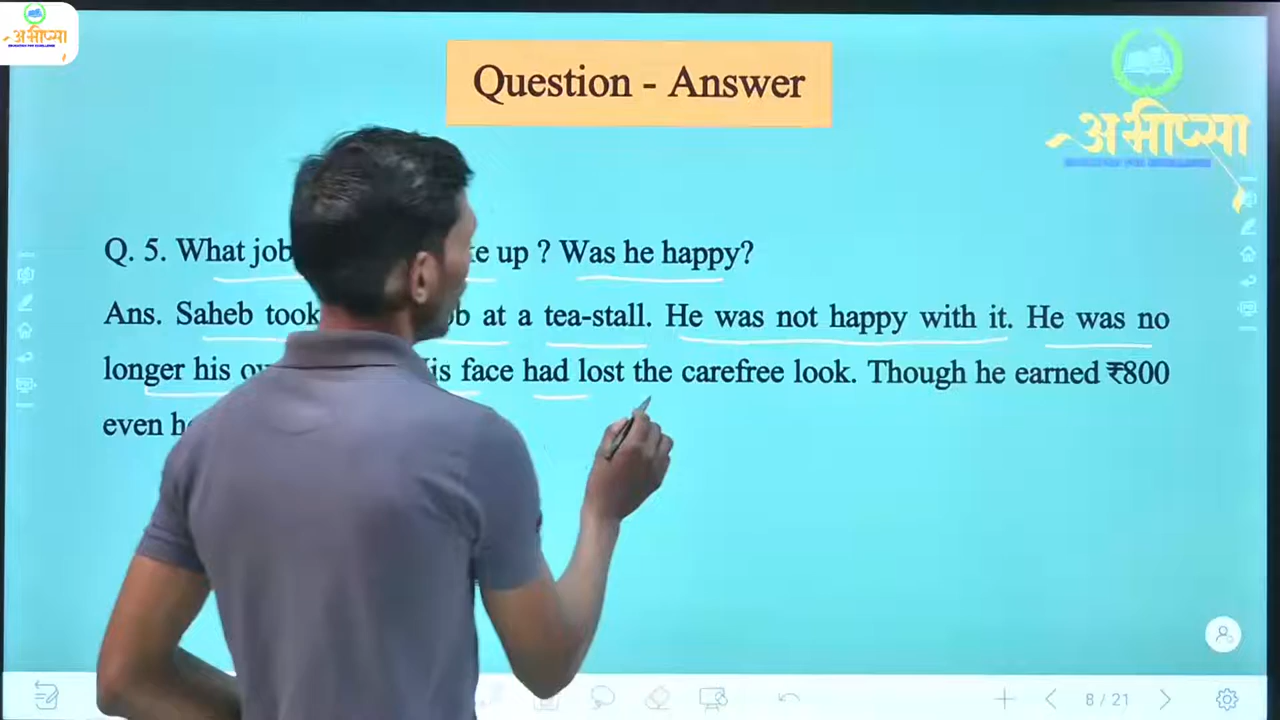 अभीप्सा
Question - Answer
अभीप्सा
Q. 5. What job up ? Was he happy?
Ans. Saheb took at a tea-stall. He was not happy with it. He was no
longer his face had lost the carefree look. Though he earned ₹800
even
8 / 21